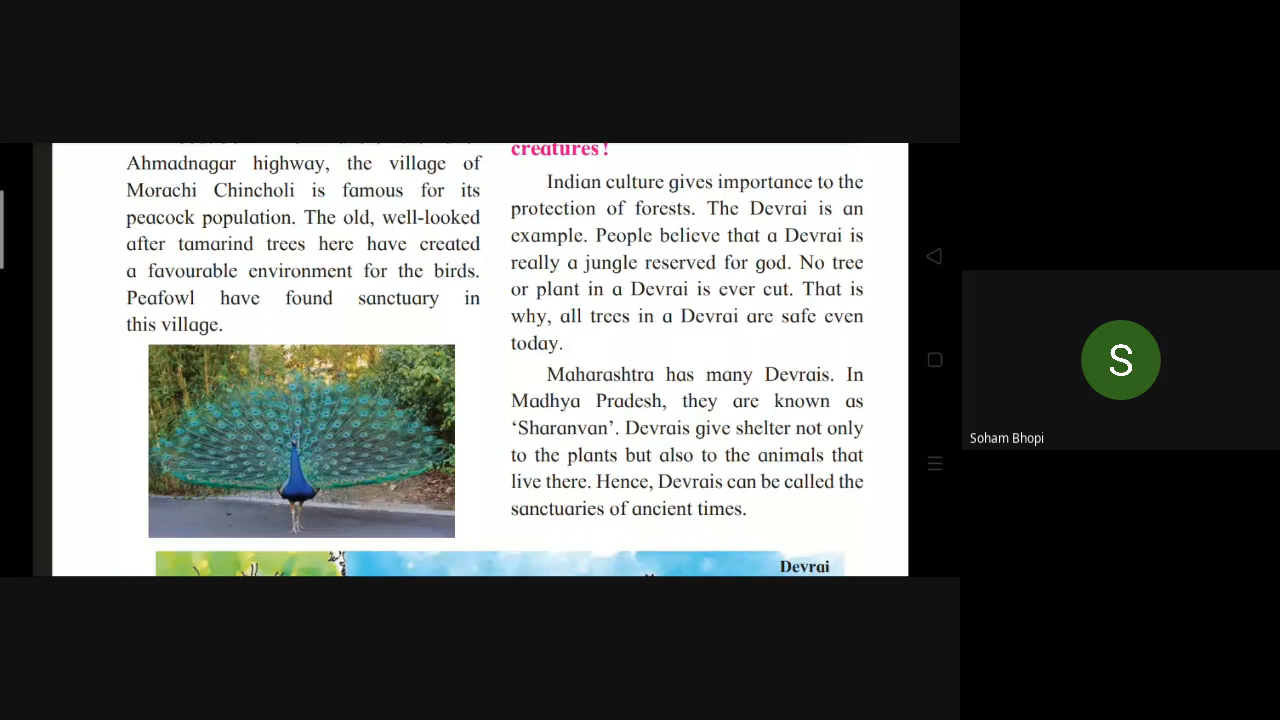 Ahmadnagar highway, the village of
Morachi Chincholi is famous for its
peacock population. The old, well-looked
after tamarind trees here have created
a favourable environment for the birds.
Peafowl have found sanctuary in
this village.
creatures!
Indian culture gives importance to the
protection of forests. The Devrai is an
example. People believe that a Devrai is
really a jungle reserved for god. No tree
or plant in a Devrai is ever cut. That is
why, all trees in a Devrai are safe even
today.
Maharashtra has many Devrais. In
Madhya Pradesh, they are known as
‘Sharanvan’. Devrais give shelter not only
to the plants but also to the animals that
live there. Hence, Devrais can be called the
sanctuaries of ancient times.
Devrai
S
Soham Bhopi